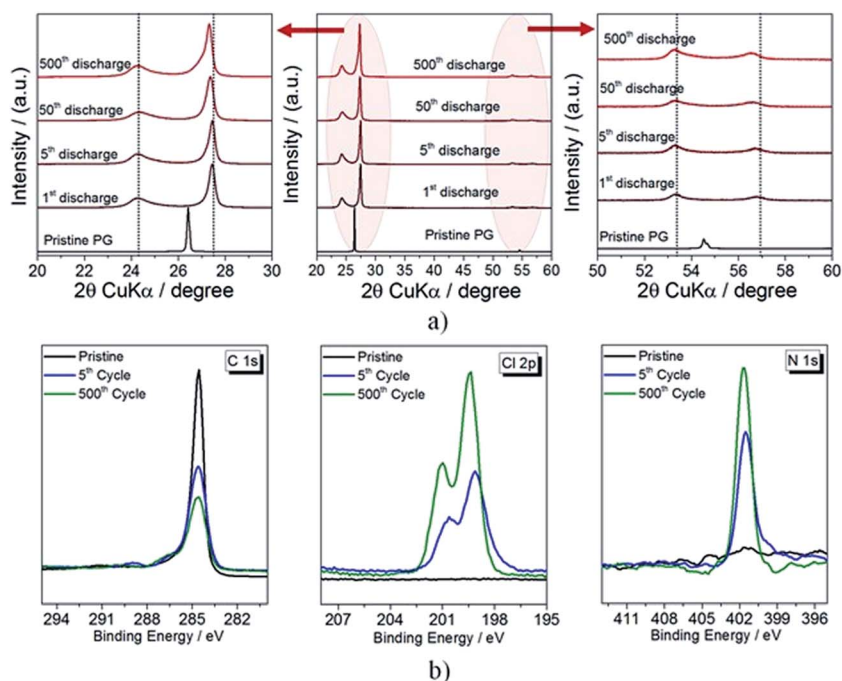 Intensity / (a.u.)
500th discharge
50th discharge
5th discharge
1st discharge
Pristine PG
20 22 24 26 28 30
2θ CuKα / degree
Intensity / (a.u.)
500th discharge
50th discharge
5th discharge
1st discharge
Pristine PG
20 25 30 35 40 45 50 55 60
2θ CuKα / degree
Intensity / (a.u.)
500th discharge
50th discharge
5th discharge
1st discharge
Pristine PG
50 52 54 56 58 60
2θ CuKα / degree
a)
Pristine
5th Cycle
500th Cycle
C 1s
294 291 288 285 282
Binding Energy / eV
Pristine
5th Cycle
500th Cycle
Cl 2p
207 204 201 198 195
Binding Energy / eV
Pristine
5th Cycle
500th Cycle
N 1s
411 408 405 402 399 396
Binding Energy / eV
b)